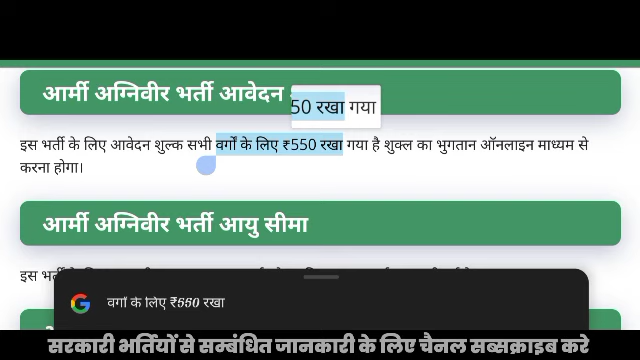 आर्मी अग्निवीर भर्ती आवेदन
50 रखा गया
इस भर्ती के लिए आवेदन शुल्क सभी वर्गों के लिए ₹550 रखा गया है शुक्ल का भुगतान ऑनलाइन माध्यम से
करना होगा।
आर्मी अग्निवीर भर्ती आयु सीमा
इस
वर्गों के लिए ₹550 रखा
सरकारी भर्तियों से सम्बंधित जानकारी के लिए चैनल सब्सक्राइब करे